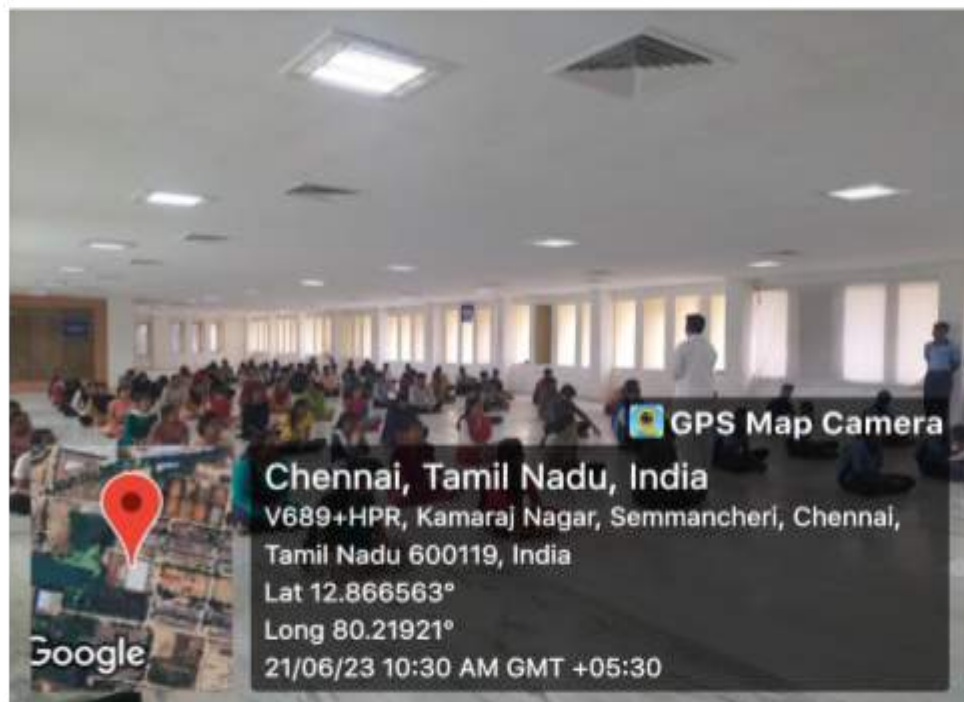 GPS Map Camera
Chennai, Tamil Nadu, India
V689+HPR, Kamaraj Nagar, Semmancheri, Chennai,
Tamil Nadu 600119, India
Lat 12.866563°
Long 80.21921°
21/06/23 10:30 AM GMT +05:30
Google